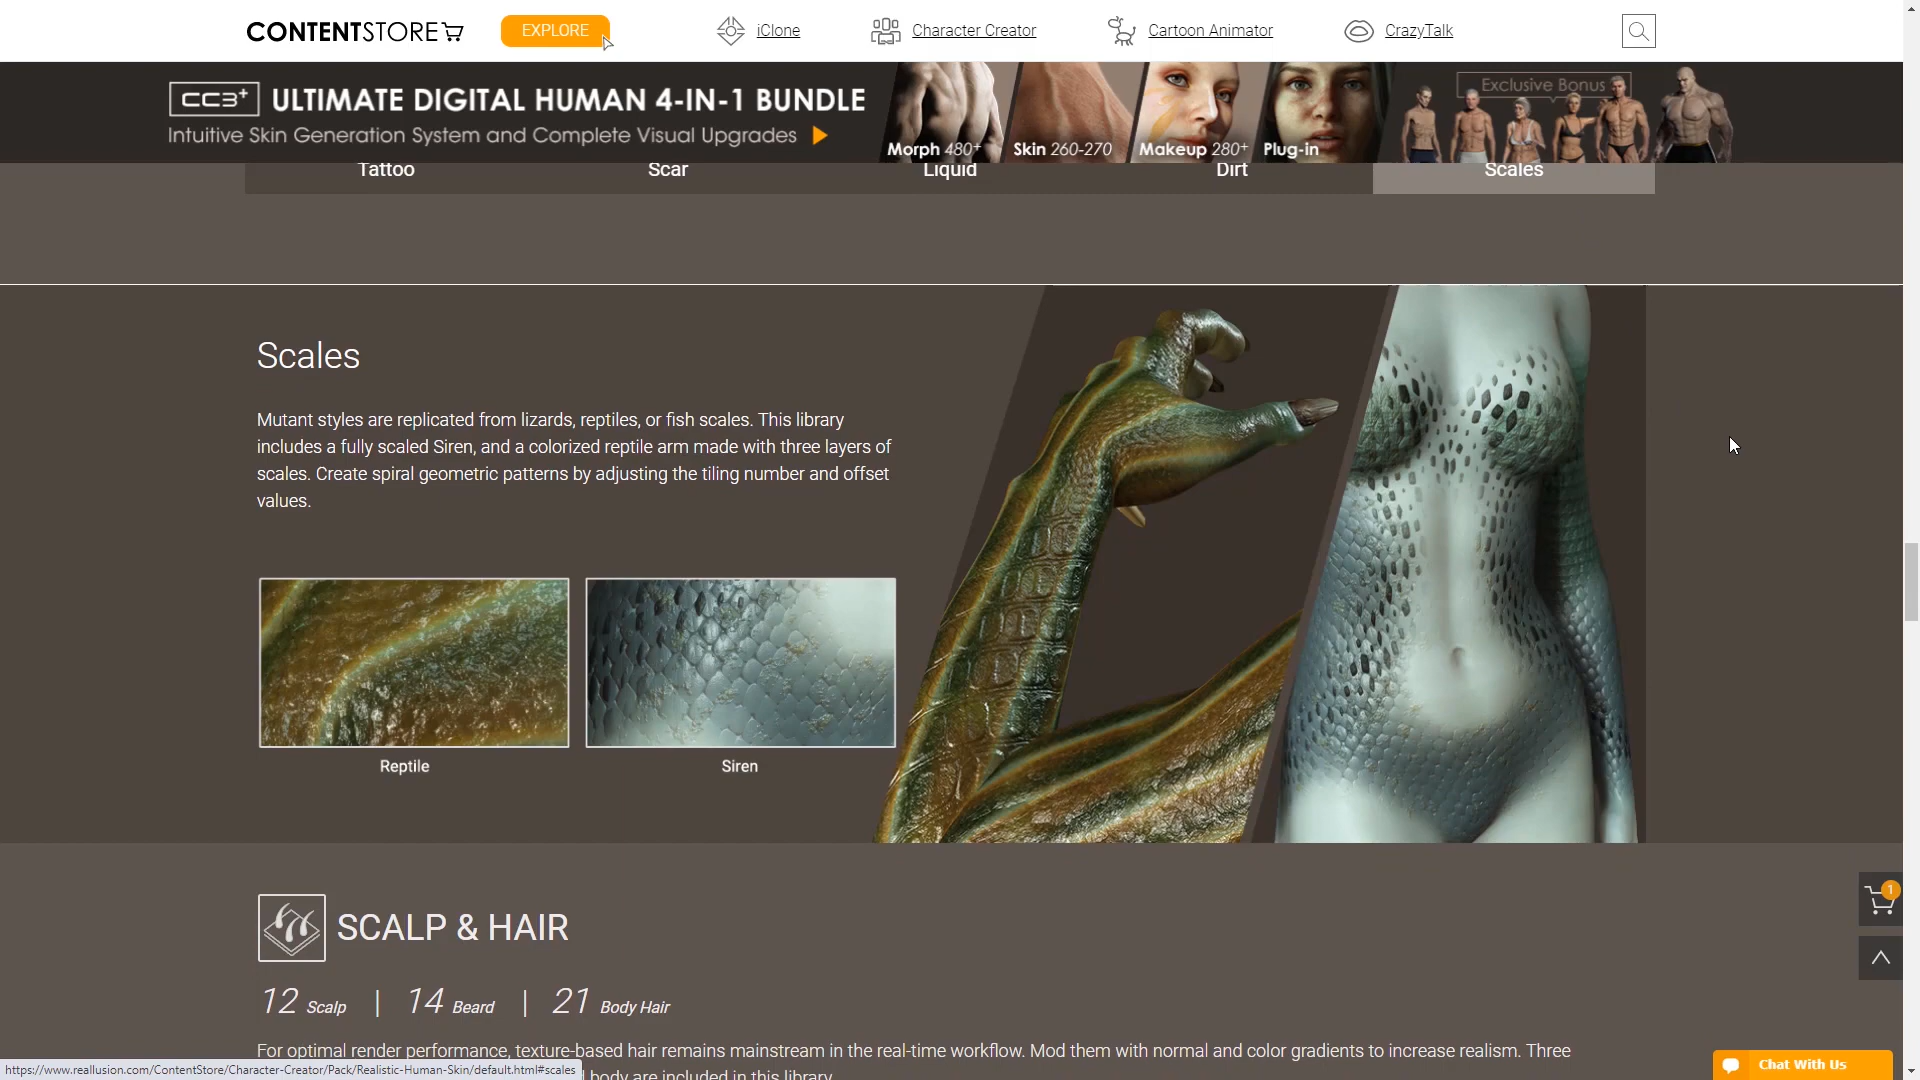 CONTENTSTORE
EXPLORE
iClone
Character Creator
Cartoon Animator
CrazyTalk
CC3+ ULTIMATE DIGITAL HUMAN 4-IN-1 BUNDLE
Intuitive Skin Generation System and Complete Visual Upgrades
Morph 480+
Skin 260-270
Makeup 280+
Plug-in
Exclusive Bonus
Tattoo
Scar
Liquid
Dirt
Scales
Scales
Mutant styles are replicated from lizards, reptiles, or fish scales. This library
includes a fully scaled Siren, and a colorized reptile arm made with three layers of
scales. Create spiral geometric patterns by adjusting the tiling number and offset
values.
Reptile
Siren
1
SCALP & HAIR
12 Scalp | 14 Beard | 21 Body Hair
For optimal render performance, texture-based hair remains mainstream in the real-time workflow. Mod them with normal and color gradients to increase realism. Three
body are included in this library
https://www.reallusion.com/ContentStore/Character-Creator/Pack/Realistic-Human-Skin/default.html#scales
Chat With Us